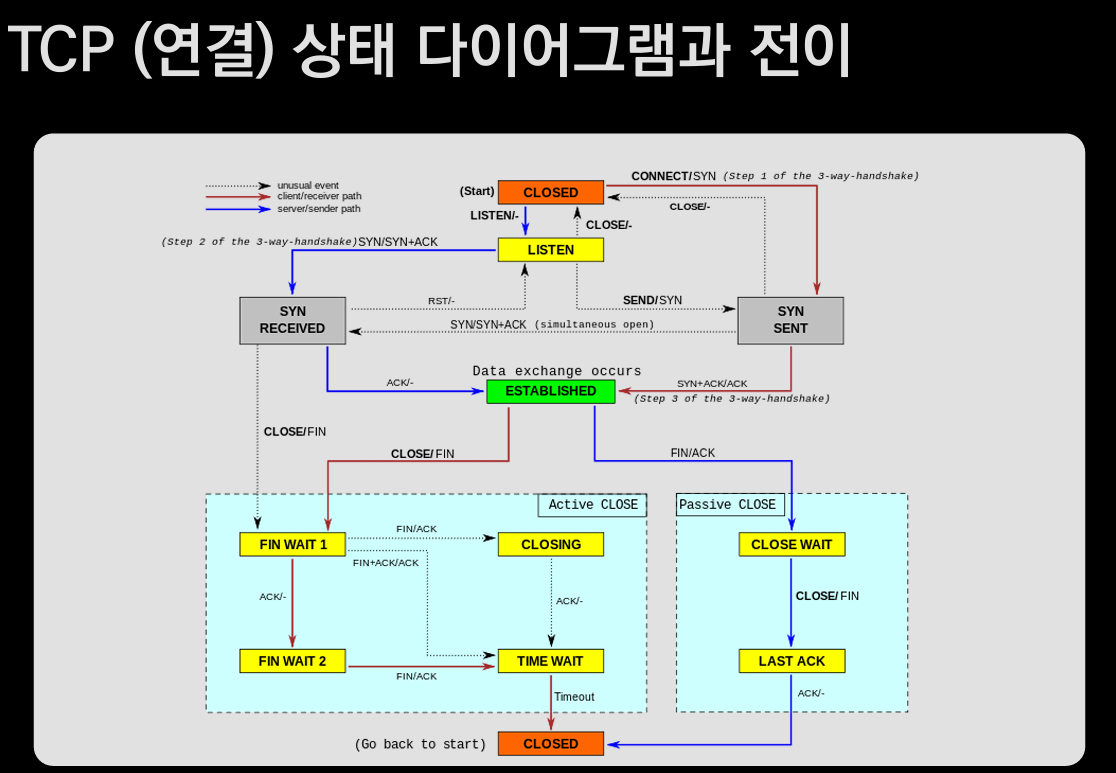 TCP (연결) 상태 다이어그램과 전이
unusual event
client/receiver path
server/sender path
(Start)
CLOSED
CONNECT/SYN (Step 1 of the 3-way-handshake)
CLOSE/-
LISTEN/-
CLOSE/-
(Step 2 of the 3-way-handshake)SYN/SYN+ACK
LISTEN
RST/-
SEND/SYN
SYN
RECEIVED
SYN
SENT
SYN/SYN+ACK (simultaneous open)
Data exchange occurs
ACK/-
ESTABLISHED
SYN+ACK/ACK
(Step 3 of the 3-way-handshake)
CLOSE/FIN
CLOSE/FIN
FIN/ACK
Active CLOSE
Passive CLOSE
FIN/ACK
FIN WAIT 1
CLOSING
CLOSE WAIT
FIN+ACK/ACK
ACK/-
ACK/-
CLOSE/FIN
FIN WAIT 2
TIME WAIT
LAST ACK
FIN/ACK
Timeout
ACK/-
(Go back to start)
CLOSED